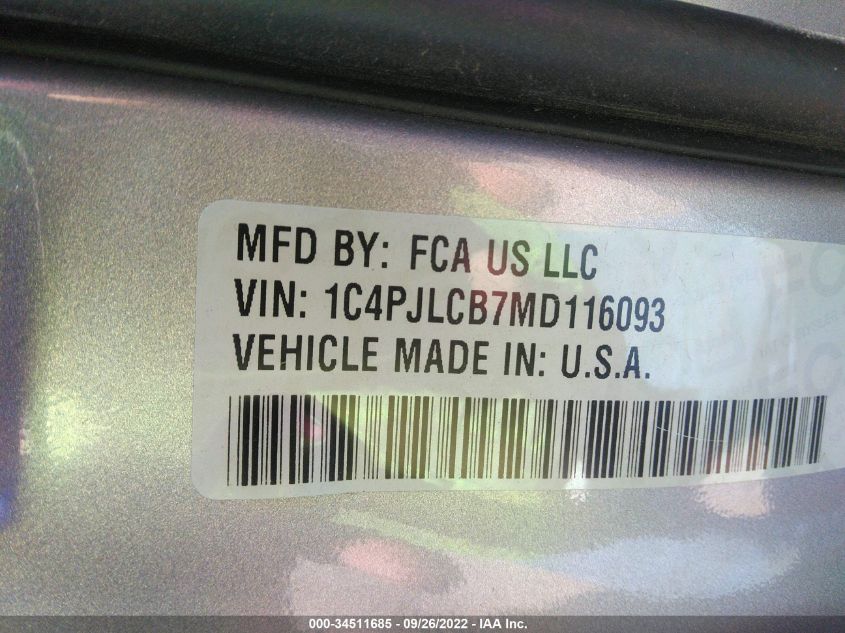 MFD BY: FCA US LLC
VIN: 1C4PJLCB7MD116093
VEHICLE MADE IN: U.S.A.
000-34511685 - 09/26/2022 - IAA Inc.